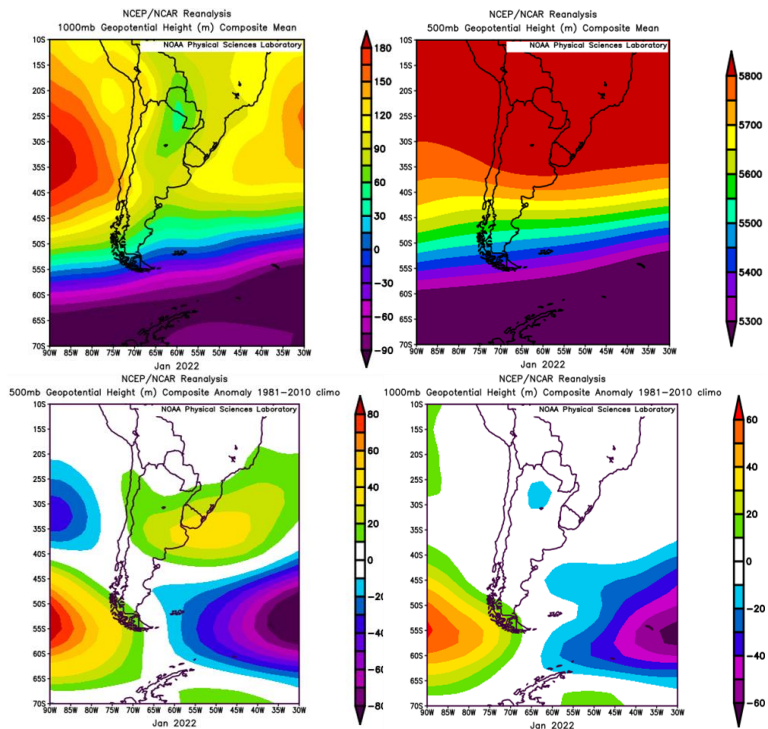 NCEP/NCAR Reanalysis
1000mb Geopotential Height (m) Composite Mean
NOAA Physical Sciences Laboratory
10S
15S
20S
25S
30S
35S
40S
45S
50S
55S
60S
65S
70S
90W 85W 80W 75W 70W 65W 60W 55W 50W 45W 40W 35W 30W
Jan 2022
180
150
120
90
60
30
0
−30
−60
−90
NCEP/NCAR Reanalysis
500mb Geopotential Height (m) Composite Mean
NOAA Physical Sciences Laboratory
10S
15S
20S
25S
30S
35S
40S
45S
50S
55S
60S
65S
70S
90W 85W 80W 75W 70W 65W 60W 55W 50W 45W 40W 35W 30W
Jan 2022
5800
5700
5600
5500
5400
5300
NCEP/NCAR Reanalysis
500mb Geopotential Height (m) Composite Anomaly 1981−2010 climo
NOAA Physical Sciences Laboratory
10S
15S
20S
25S
30S
35S
40S
45S
50S
55S
60S
65S
70S
90W 85W 80W 75W 70W 65W 60W 55W 50W 45W 40W 35W 30W
Jan 2022
80
60
40
20
0
−20
−40
−60
−80
NCEP/NCAR Reanalysis
1000mb Geopotential Height (m) Composite Anomaly 1981−2010 climo
NOAA Physical Sciences Laboratory
10S
15S
20S
25S
30S
35S
40S
45S
50S
55S
60S
65S
70S
90W 85W 80W 75W 70W 65W 60W 55W 50W 45W 40W 35W 30W
Jan 2022
60
40
20
0
−20
−40
−60